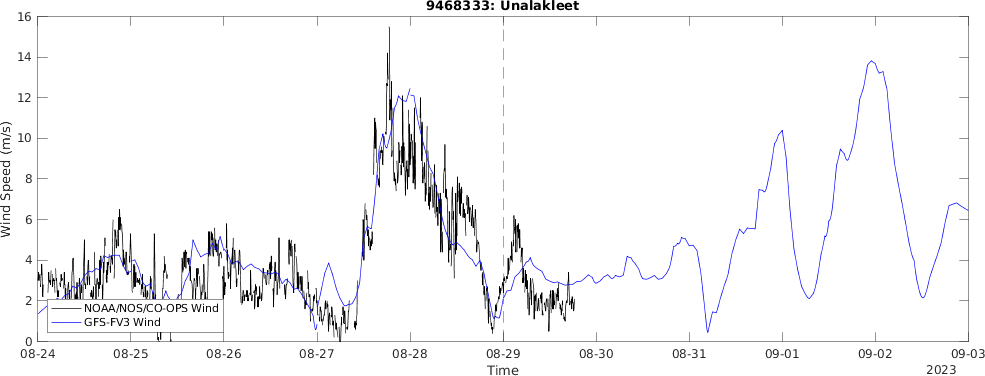 9468333: Unalakleet
Wind Speed (m/s)
16
14
12
10
8
6
4
2
0
NOAA/NOS/CO-OPS Wind
GFS-FV3 Wind
08-24 08-25 08-26 08-27 08-28 08-29 08-30 08-31 09-01 09-02 09-03
Time
2023